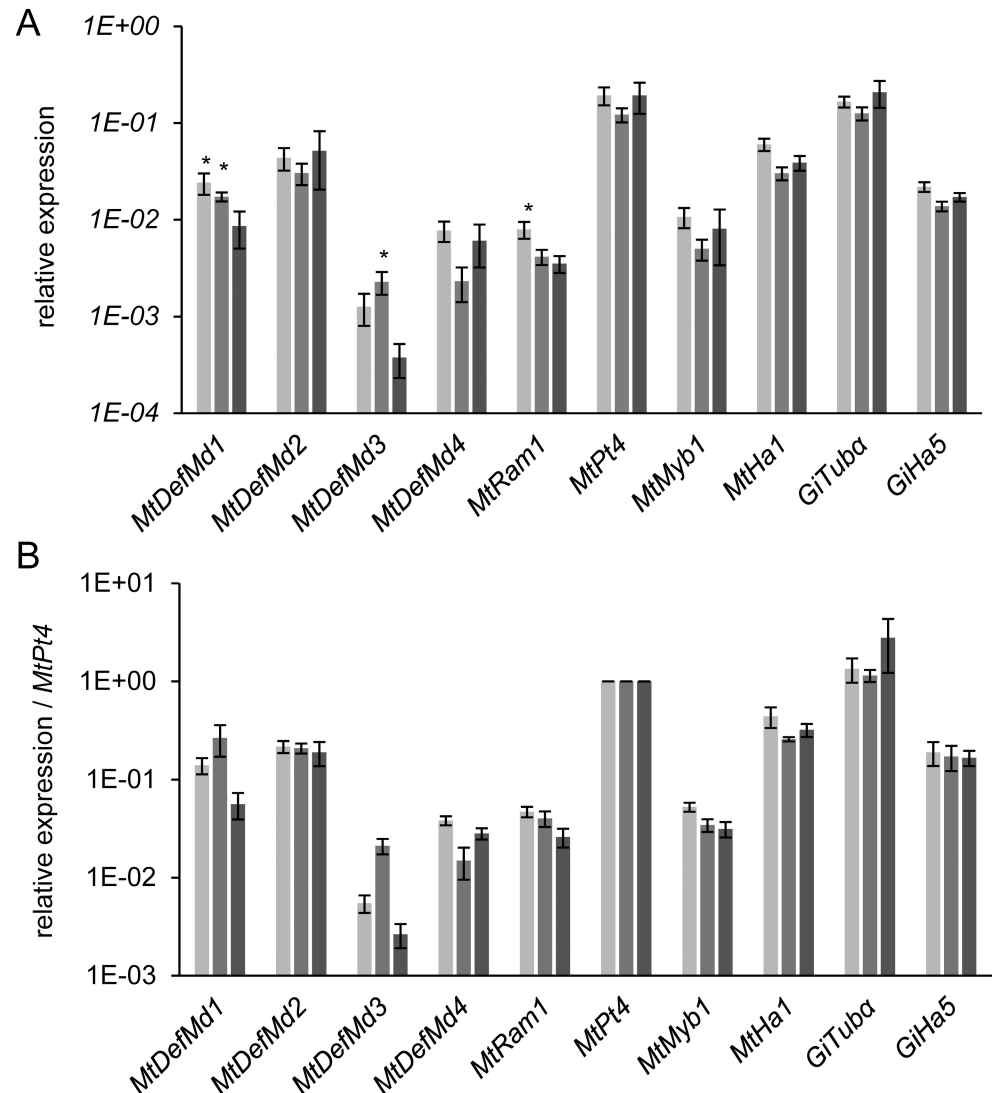 A
1E+00
1E-01
1E-02
1E-03
1E-04
relative expression
* *
*
*
MtDefMd1
MtDefMd2
MtDefMd3
MtDefMd4
MtRam1
MtPt4
MtMyb1
MtHa1
GiTubα
GiHa5
B
1E+01
1E+00
1E-01
1E-02
1E-03
relative expression / MtPt4
MtDefMd1
MtDefMd2
MtDefMd3
MtDefMd4
MtRam1
MtPt4
MtMyb1
MtHa1
GiTubα
GiHa5